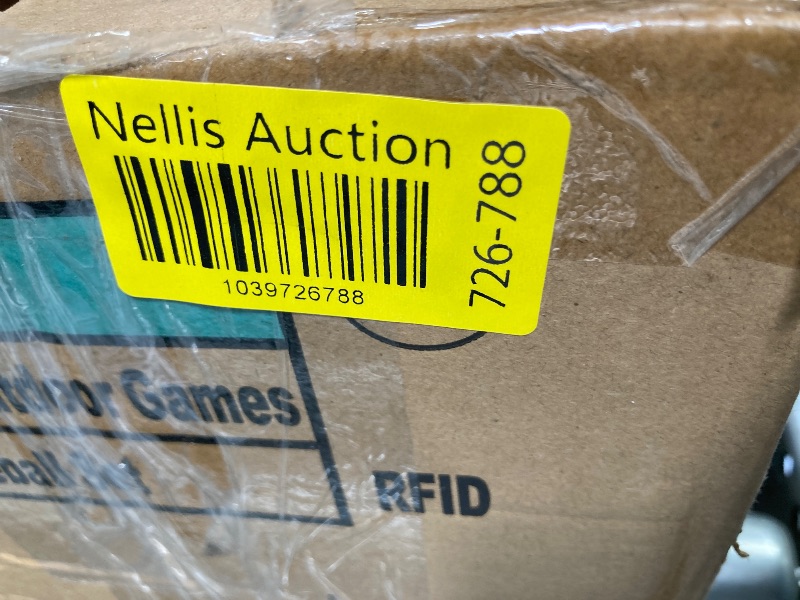 Nellis Auction
1039726788
726-788
Games
RFID